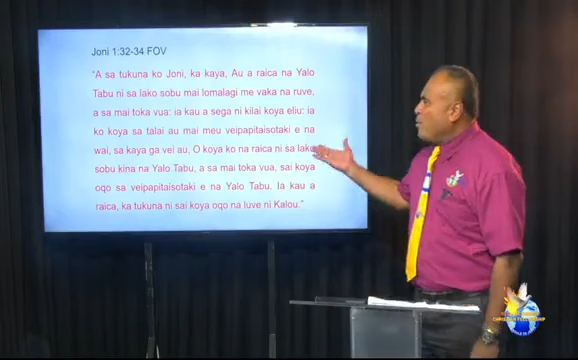 Joni 1:32-34 FOV
“A sa tukuna ko Joni, ka kaya, Au a raica na Yalo
Tabu ni sa lako sobu mai lomalagi me vaka na ruve,
a sa mai toka vua: ia kau a sega ni kilai koya eliu: ia
ko koya sa talai au mai meu veipapitaisotaki e na
wai, sa kaya ga vei au, O koya ko na raica ni sa lako
sobu kina na Yalo Tabu, a sa mai toka vua, sai koya
oqo sa veipapitaisotaki e na Yalo Tabu. Ia kau a
raica, ka tukuna ni sai koya oqo na luve ni Kalou.”
CHRISTIAN FELLOWSHIP